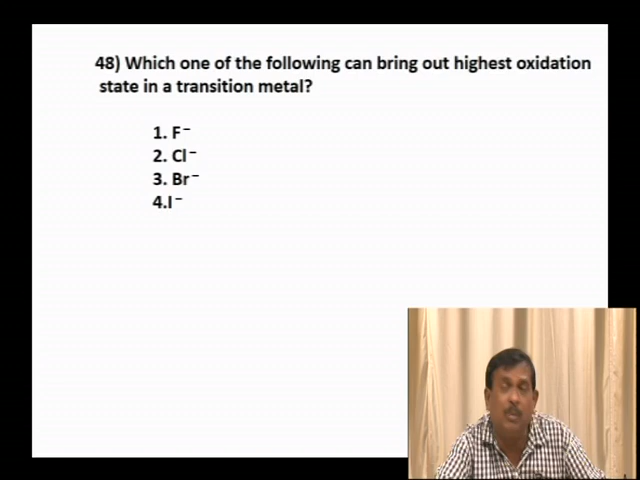 48) Which one of the following can bring out highest oxidation
state in a transition metal?
1. F⁻
2. Cl⁻
3. Br⁻
4.I⁻